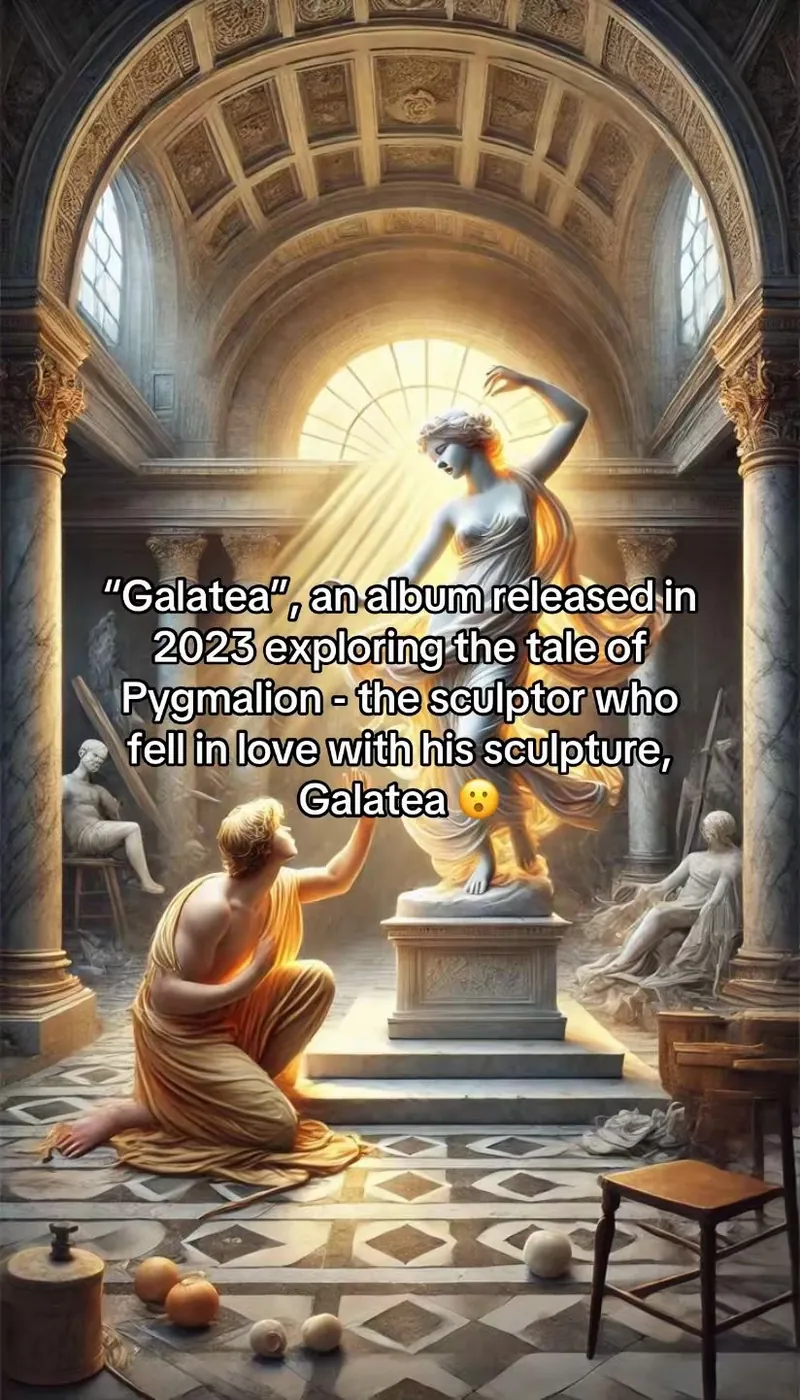 “Galatea”, an album released in
2023 exploring the tale of
Pygmalion - the sculptor who
fell in love with his sculpture,
Galatea 😮